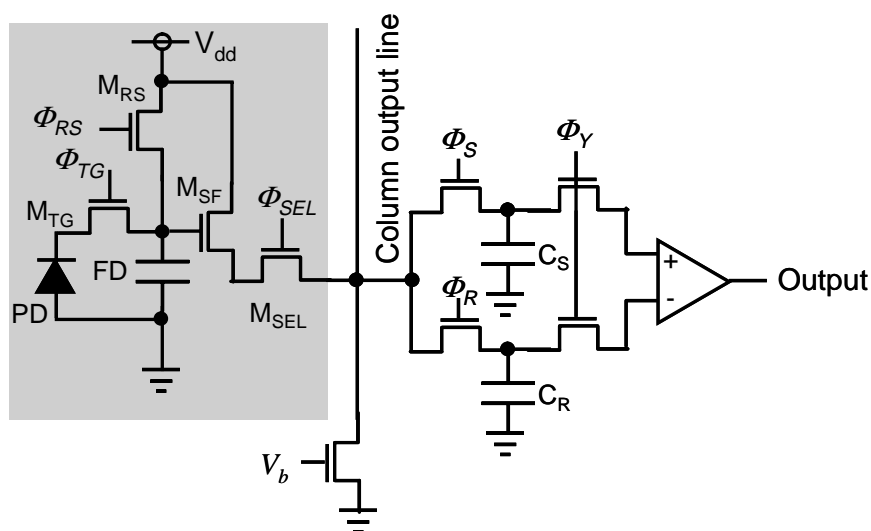 V_dd
M_RS
Φ_RS
Φ_TG
M_SF
M_TG
Φ_SEL
FD
PD
M_SEL
V_b
Column output line
Φ_S
Φ_Y
C_S
Φ_R
C_R
+
-
Output